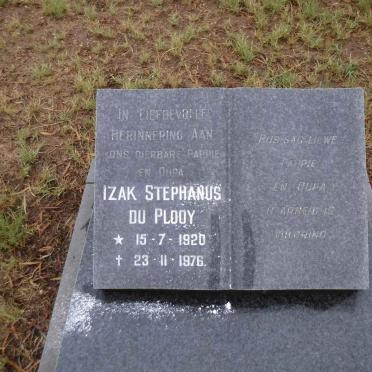 In Liefdevolle
Herinnering Aan
ons dierbare Pappie
en Oupa
Izak Stephanus
du Plooy
★ 15-7-1920
✝ 23-11-1976.
Rus sag liewe
Pappie
en Oupa
U arbeid is
volbring